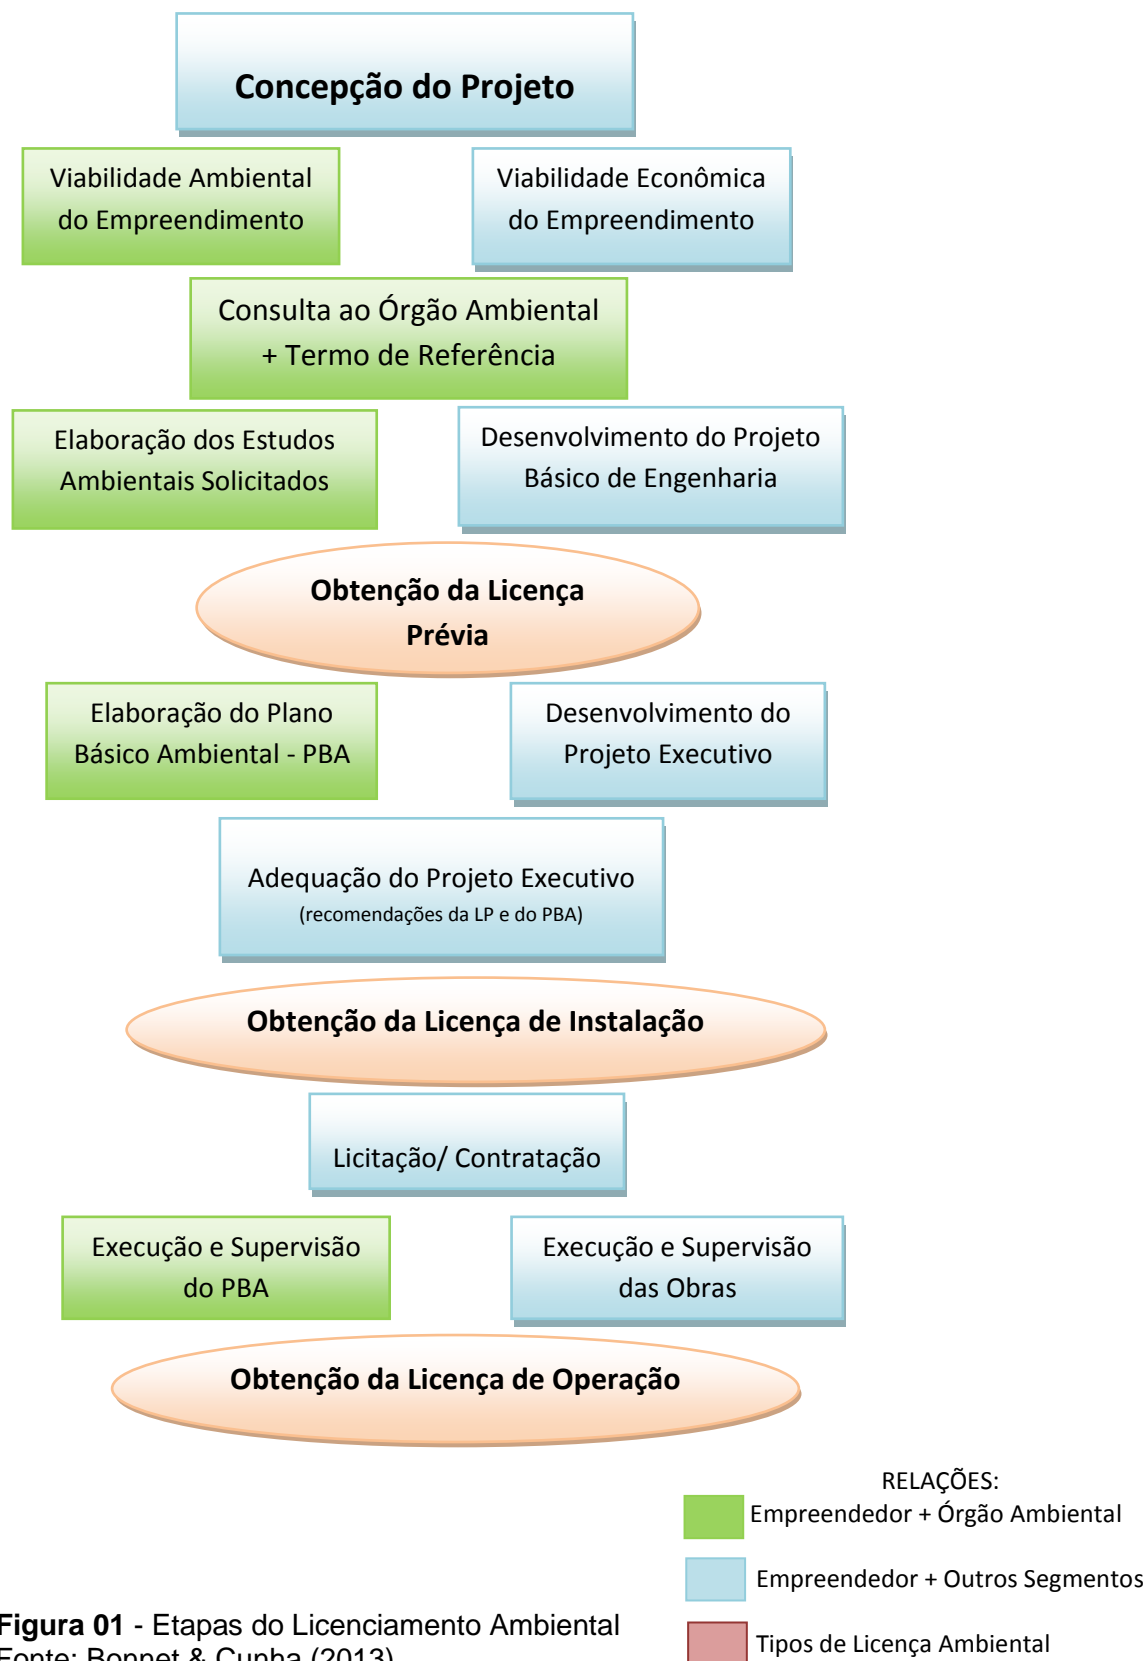 Concepção do Projeto
Viabilidade Ambiental
do Empreendimento
Viabilidade Econômica
do Empreendimento
Consulta ao Órgão Ambiental
+ Termo de Referência
Elaboração dos Estudos
Ambientais Solicitados
Desenvolvimento do Projeto
Básico de Engenharia
Obtenção da Licença
Prévia
Elaboração do Plano
Básico Ambiental - PBA
Desenvolvimento do
Projeto Executivo
Adequação do Projeto Executivo
(recomendações da LP e do PBA)
Obtenção da Licença de Instalação
Licitação/ Contratação
Execução e Supervisão
do PBA
Execução e Supervisão
das Obras
Obtenção da Licença de Operação
RELAÇÕES:
Empreendedor + Órgão Ambiental
Empreendedor + Outros Segmentos
Tipos de Licença Ambiental
Figura 01 - Etapas do Licenciamento Ambiental
Fonte: Bonnet & Cunha (2013)